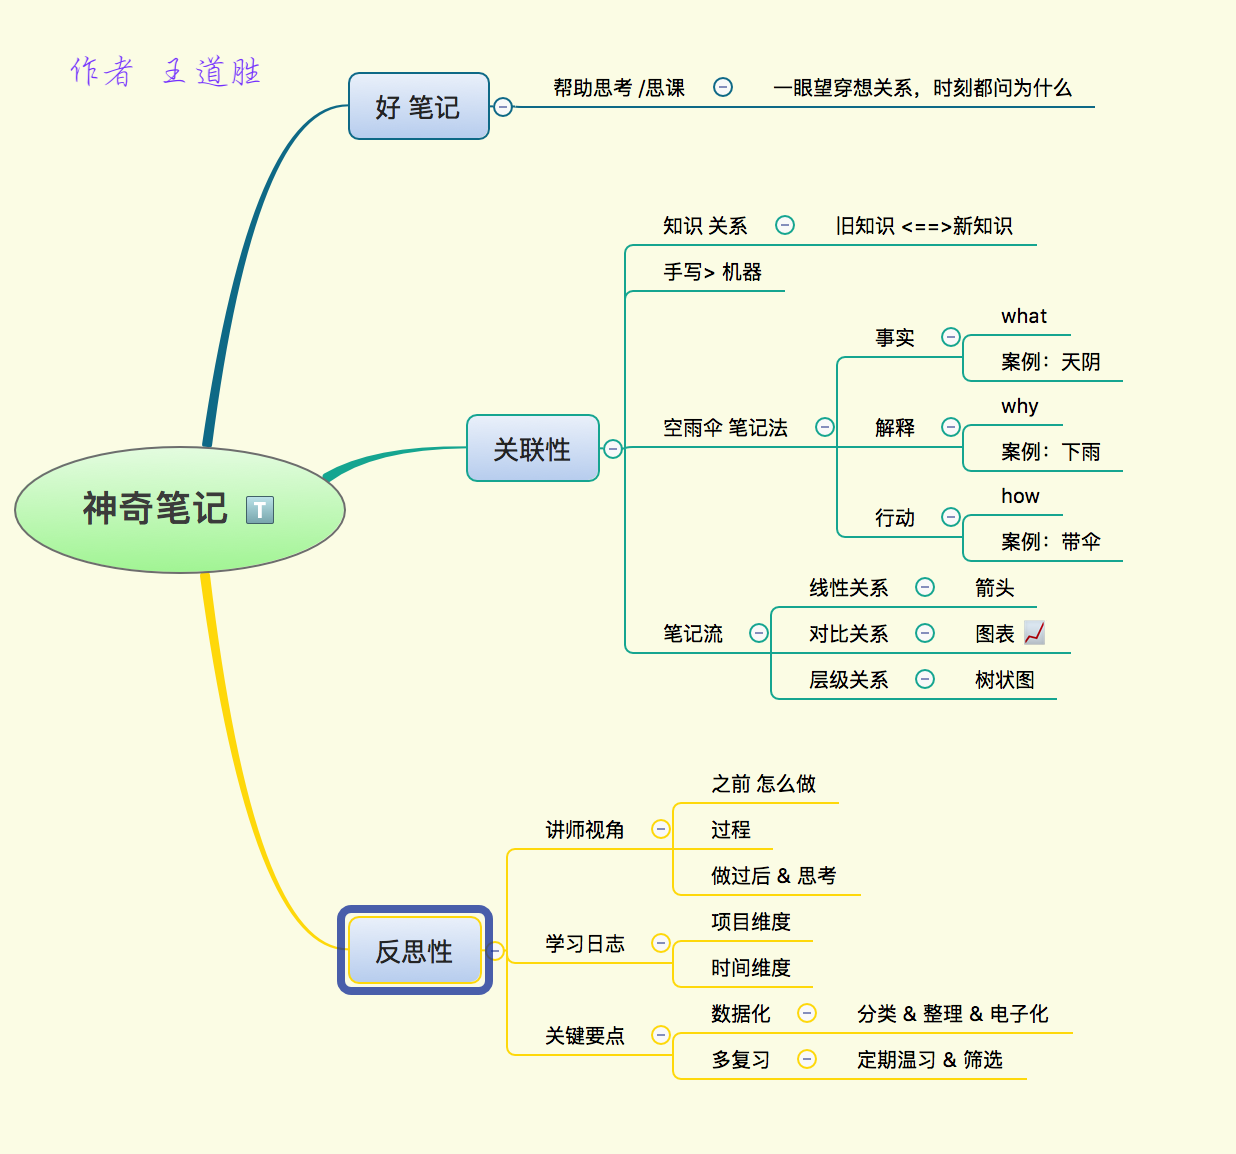 作者 王道胜
好 笔记
帮助思考 /思课
一眼望穿想关系，时刻都问为什么
神奇笔记 T
关联性
知识 关系
旧知识 <==>新知识
手写> 机器
空雨伞 笔记法
事实
what
案例：天阴
解释
why
案例：下雨
行动
how
案例：带伞
笔记流
线性关系
箭头
对比关系
图表
层级关系
树状图
反思性
讲师视角
之前 怎么做
过程
做过后 & 思考
学习日志
项目维度
时间维度
关键要点
数据化
分类 & 整理 & 电子化
多复习
定期温习 & 筛选